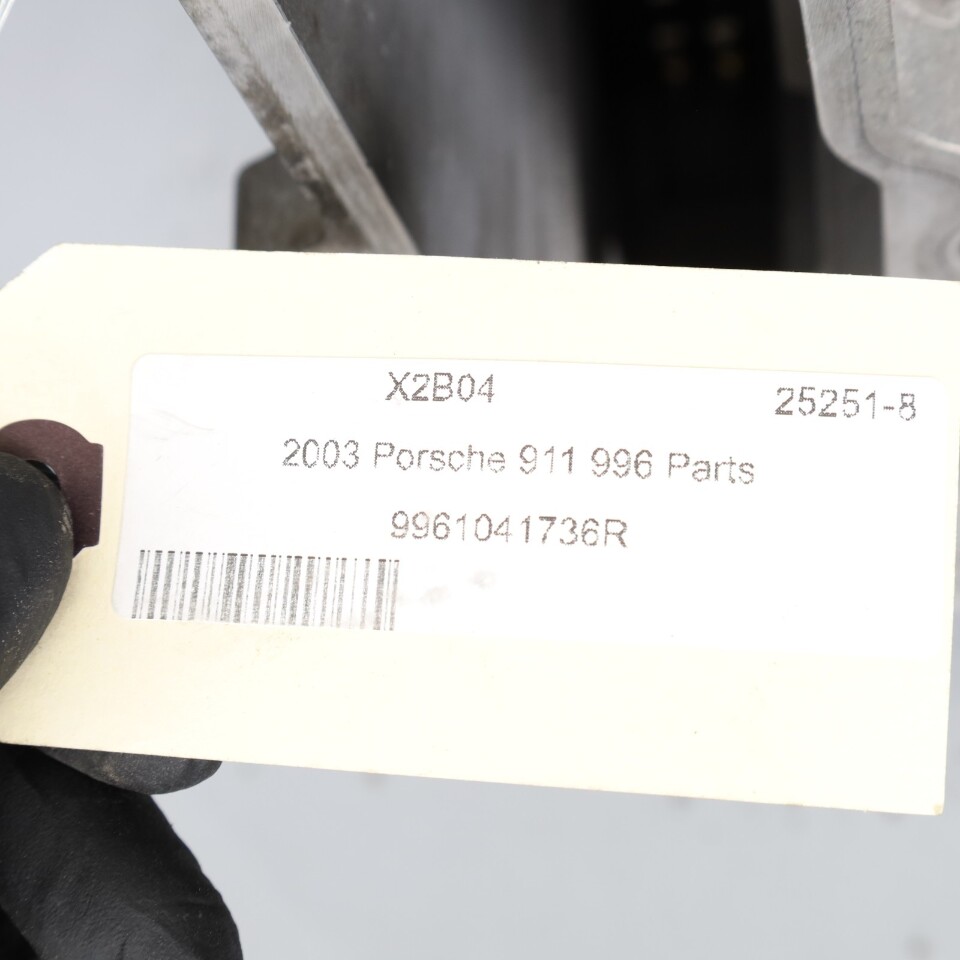 X2B04
25251-8
2003 Porsche 911 996 Parts
9961041736R